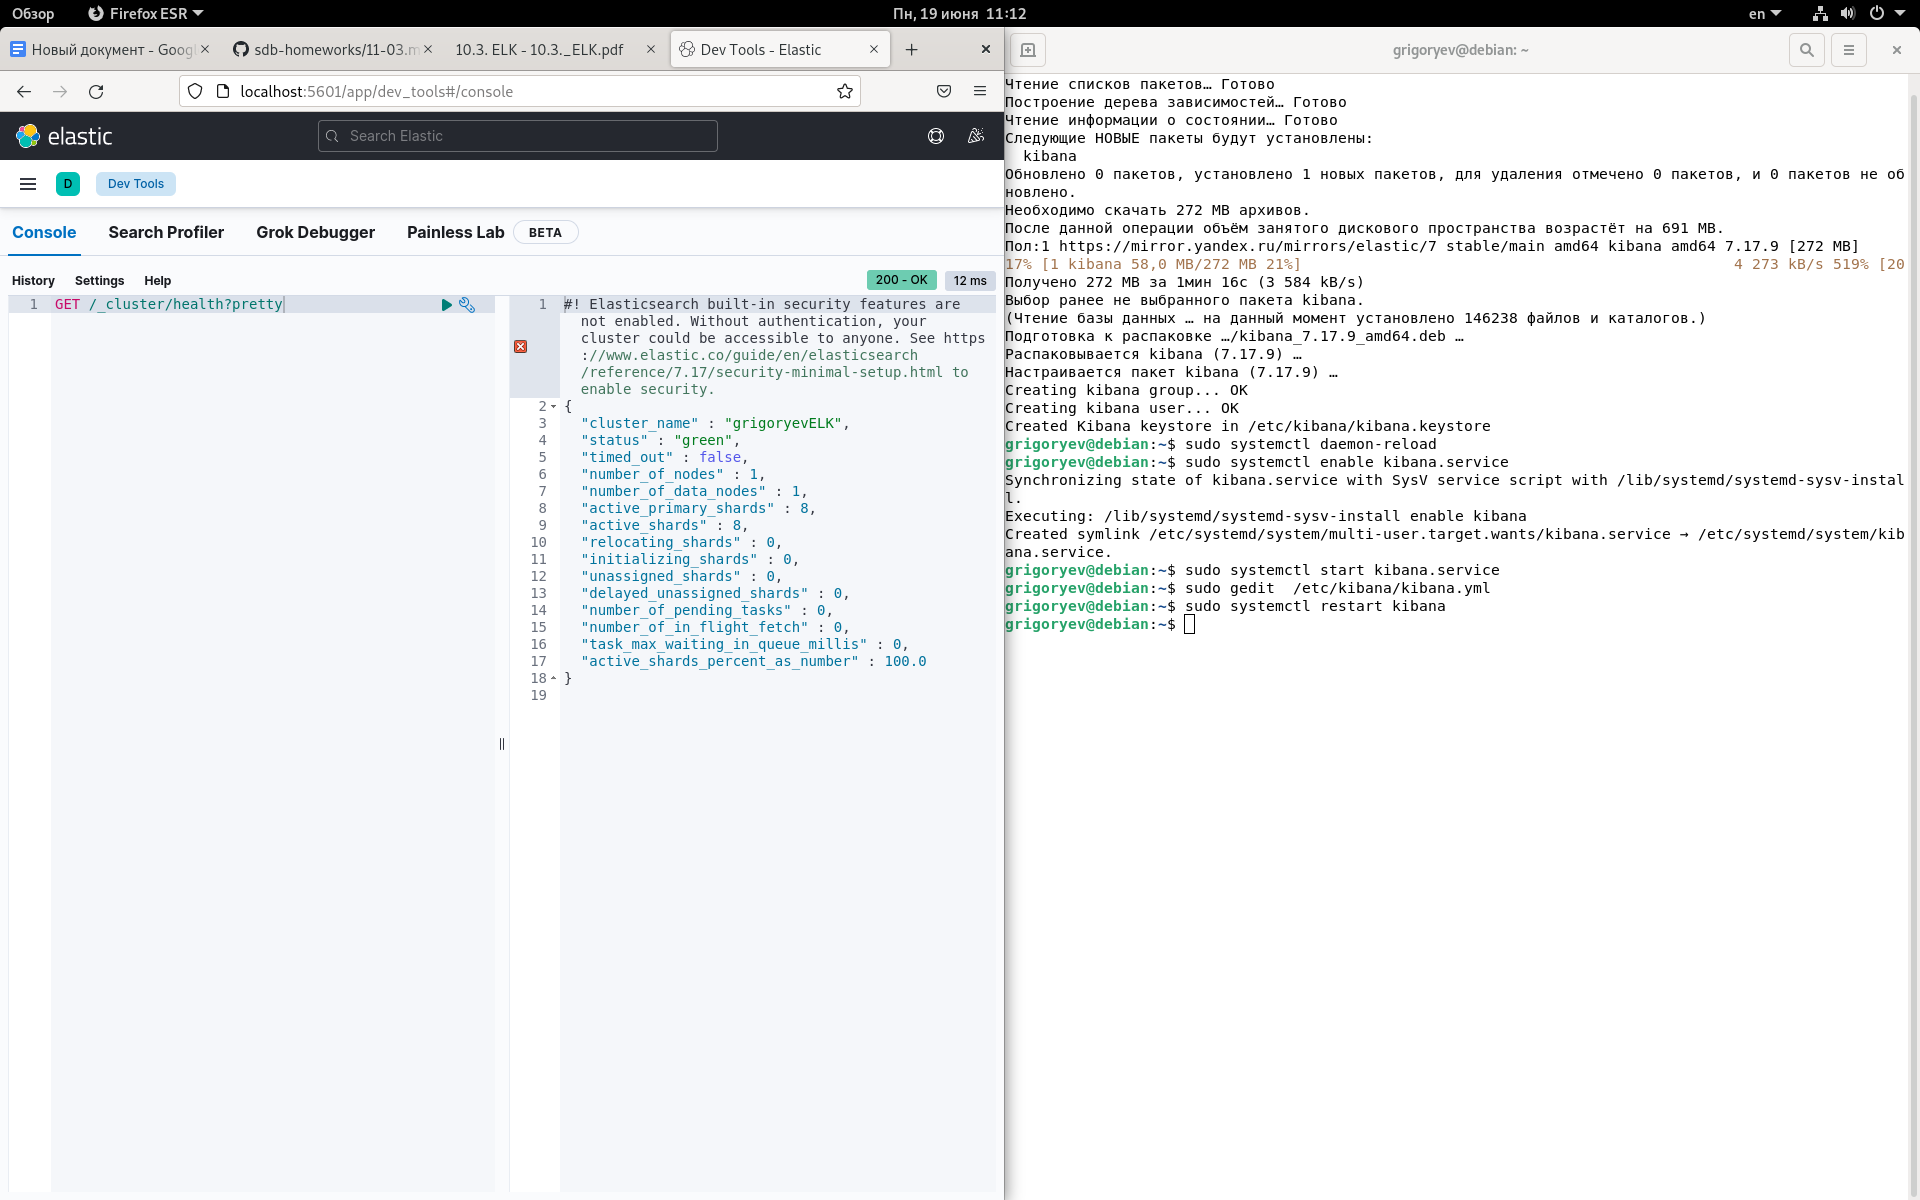 Обзор
Firefox ESR
Пн, 19 июня 11:12
en
Новый документ - Goog
sdb-homeworks/11-03.m
10.3. ELK - 10.3._ELK.pdf
Dev Tools - Elastic
localhost:5601/app/dev_tools#/console
elastic
Search Elastic
D
Dev Tools
Console
Search Profiler
Grok Debugger
Painless Lab
BETA
History
Settings
Help
200 - OK
12 ms
1 GET /_cluster/health?pretty
1 #! Elasticsearch built-in security features are
not enabled. Without authentication, your
cluster could be accessible to anyone. See https
://www.elastic.co/guide/en/elasticsearch
/reference/7.17/security-minimal-setup.html to
enable security.
2 {
3 "cluster_name" : "grigoryevELK",
4 "status" : "green",
5 "timed_out" : false,
6 "number_of_nodes" : 1,
7 "number_of_data_nodes" : 1,
8 "active_primary_shards" : 8,
9 "active_shards" : 8,
10 "relocating_shards" : 0,
11 "initializing_shards" : 0,
12 "unassigned_shards" : 0,
13 "delayed_unassigned_shards" : 0,
14 "number_of_pending_tasks" : 0,
15 "number_of_in_flight_fetch" : 0,
16 "task_max_waiting_in_queue_millis" : 0,
17 "active_shards_percent_as_number" : 100.0
18 }
19
grigoryev@debian: ~
Чтение списков пакетов… Готово
Построение дерева зависимостей… Готово
Чтение информации о состоянии… Готово
Следующие НОВЫЕ пакеты будут установлены:
kibana
Обновлено 0 пакетов, установлено 1 новых пакетов, для удаления отмечено 0 пакетов, и 0 пакетов не об
новлено.
Необходимо скачать 272 MB архивов.
После данной операции объём занятого дискового пространства возрастёт на 691 MB.
Пол:1 https://mirror.yandex.ru/mirrors/elastic/7 stable/main amd64 kibana amd64 7.17.9 [272 MB]
17% [1 kibana 58,0 MB/272 MB 21%] 4 273 kB/s 519% [20
Получено 272 MB за 1мин 16с (3 584 kB/s)
Выбор ранее не выбранного пакета kibana.
(Чтение базы данных … на данный момент установлено 146238 файлов и каталогов.)
Подготовка к распаковке …/kibana_7.17.9_amd64.deb …
Распаковывается kibana (7.17.9) …
Настраивается пакет kibana (7.17.9) …
Creating kibana group... OK
Creating kibana user... OK
Created Kibana keystore in /etc/kibana/kibana.keystore
grigoryev@debian:~$ sudo systemctl daemon-reload
grigoryev@debian:~$ sudo systemctl enable kibana.service
Synchronizing state of kibana.service with SysV service script with /lib/systemd/systemd-sysv-instal
l.
Executing: /lib/systemd/systemd-sysv-install enable kibana
Created symlink /etc/systemd/system/multi-user.target.wants/kibana.service → /etc/systemd/system/kib
ana.service.
grigoryev@debian:~$ sudo systemctl start kibana.service
grigoryev@debian:~$ sudo gedit  /etc/kibana/kibana.yml
grigoryev@debian:~$ sudo systemctl restart kibana
grigoryev@debian:~$